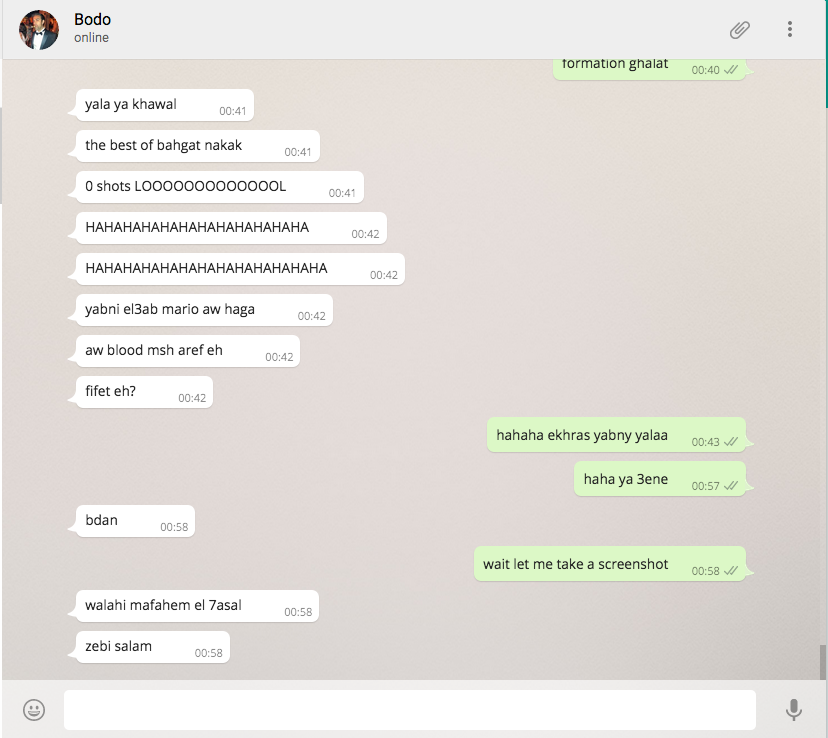 Bodo
online
formation ghalat 00:40
yala ya khawal 00:41
the best of bahgat nakak 00:41
0 shots LOOOOOOOOOOOOOL 00:41
HAHAHAHAHAHAHAHAHAHAHAHA 00:42
HAHAHAHAHAHAHAHAHAHAHAHAHA 00:42
yabni el3ab mario aw haga 00:42
aw blood msh aref eh 00:42
fifet eh? 00:42
hahaha ekhras yabny yalaa 00:43
haha ya 3ene 00:57
bdan 00:58
wait let me take a screenshot 00:58
walahi mafahem el 7asal 00:58
zebi salam 00:58